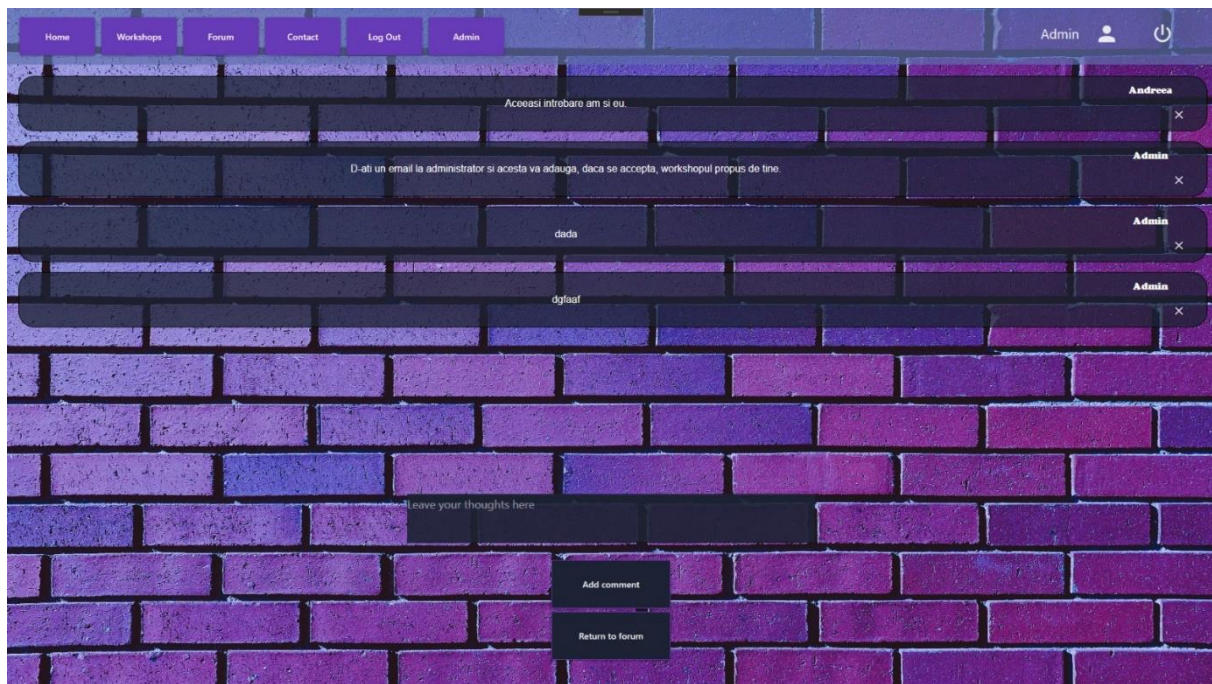 Home Workshops Forum Contact Log Out Admin Admin
Andreea
Aceeasi intrebare am si eu.
Admin
D-ati un email la administrator si acesta va adauga, daca se accepta, workshopul propus de tine.
Admin
dada
Admin
dgfaaf
Leave your thoughts here
Add comment
Return to forum